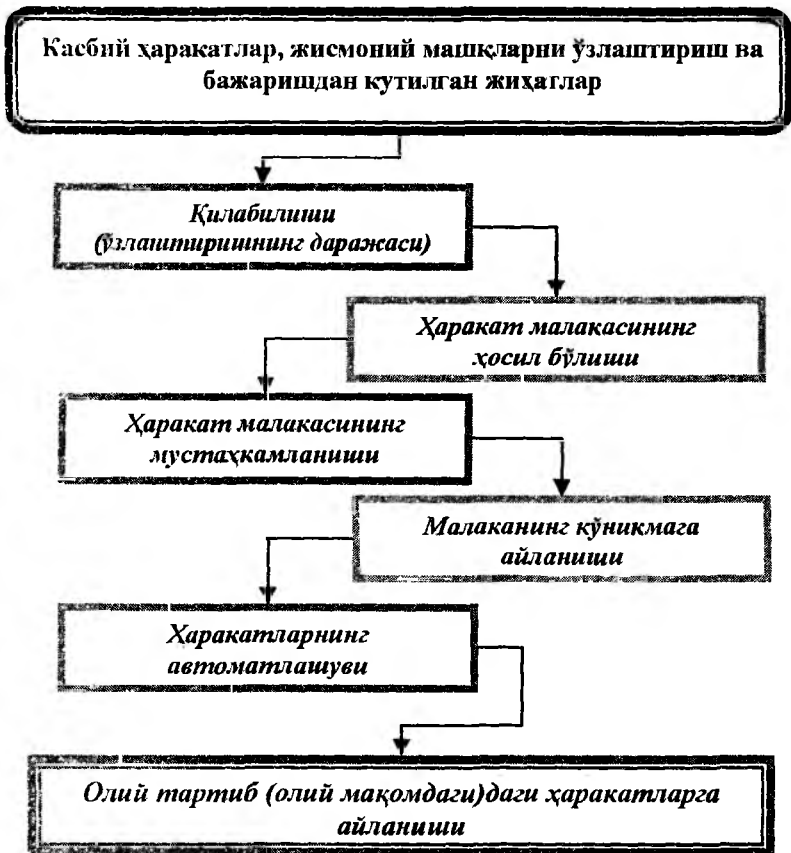 Касбий ҳаракатлар, жисмоний машқларни ўзлаштириш ва
бажаришдан кутилган жиҳатлар
Қилабилиши
(ўзлаштиришнинг даражаси)
Ҳаракат малакасининг
ҳосил бўлиши
Ҳаракат малакасининг
мустаҳкамланиши
Малаканинг кўникмага
айланиши
Ҳаракатларнинг
автоматлашуви
Олий тартиб (олий мақомдаги)даги ҳаракатларга
айланиши